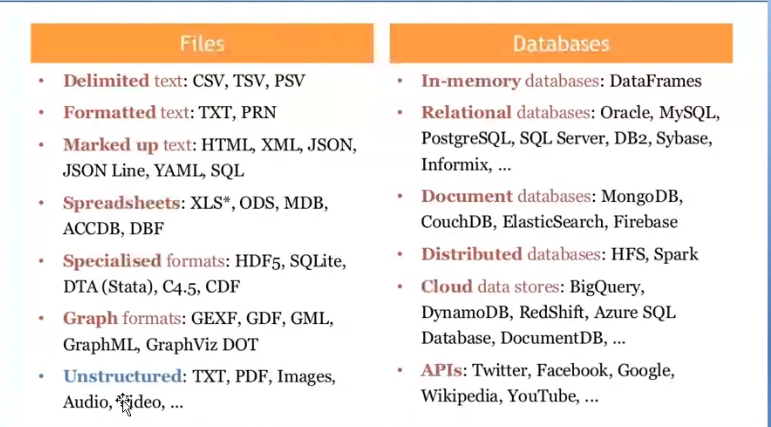 Files
• Delimited text: CSV, TSV, PSV
• Formatted text: TXT, PRN
• Marked up text: HTML, XML, JSON,
JSON Line, YAML, SQL
• Spreadsheets: XLS*, ODS, MDB,
ACCDB, DBF
• Specialised formats: HDF5, SQLite,
DTA (Stata), C4.5, CDF
• Graph formats: GEXF, GDF, GML,
GraphML, GraphViz DOT
• Unstructured: TXT, PDF, Images,
Audio, Video, ...
Databases
• In-memory databases: DataFrames
• Relational databases: Oracle, MySQL,
PostgreSQL, SQL Server, DB2, Sybase,
Informix, ...
• Document databases: MongoDB,
CouchDB, ElasticSearch, Firebase
• Distributed databases: HFS, Spark
• Cloud data stores: BigQuery,
DynamoDB, RedShift, Azure SQL
Database, DocumentDB, ...
• APIs: Twitter, Facebook, Google,
Wikipedia, YouTube, ...